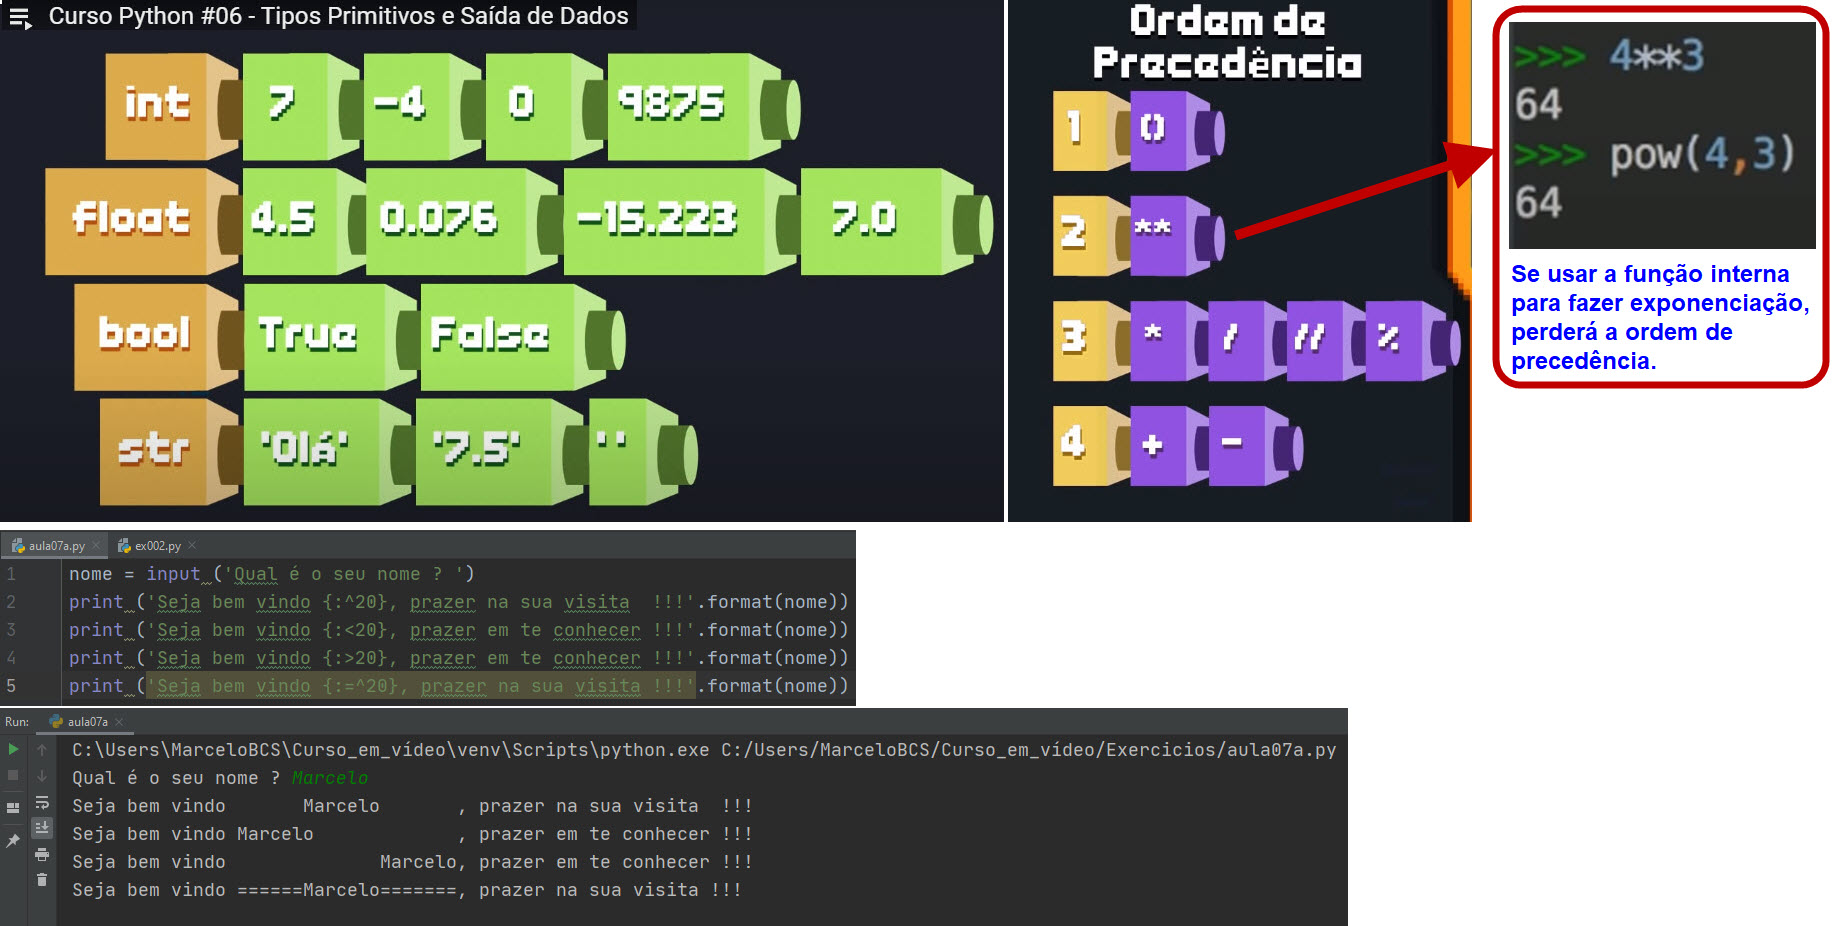 Curso Python #06 - Tipos Primitivos e Saída de Dados
int 7 -4 0 9875
float 4.5 0.076 -15.223 7.0
bool True False
str 'Olá' '7.5' ' '
Ordem de
Precedência
1 ()
2 **
3 * / // %
4 + -
>>> 4**3
64
>>> pow(4,3)
64
Se usar a função interna
para fazer exponenciação,
perderá a ordem de
precedência.
aula07a.py ex002.py
1 nome = input ('Qual é o seu nome ? ')
2 print ('Seja bem vindo {:^20}, prazer na sua visita  !!!'.format(nome))
3 print ('Seja bem vindo {:<20}, prazer em te conhecer !!!'.format(nome))
4 print ('Seja bem vindo {:>20}, prazer em te conhecer !!!'.format(nome))
5 print ('Seja bem vindo {:=^20}, prazer na sua visita !!!'.format(nome))
Run: aula07a
C:\Users\MarceloBCS\Curso_em_vídeo\venv\Scripts\python.exe C:/Users/MarceloBCS/Curso_em_vídeo/Exercicios/aula07a.py
Qual é o seu nome ? Marcelo
Seja bem vindo       Marcelo       , prazer na sua visita  !!!
Seja bem vindo Marcelo             , prazer em te conhecer !!!
Seja bem vindo              Marcelo, prazer em te conhecer !!!
Seja bem vindo ======Marcelo=======, prazer na sua visita !!!